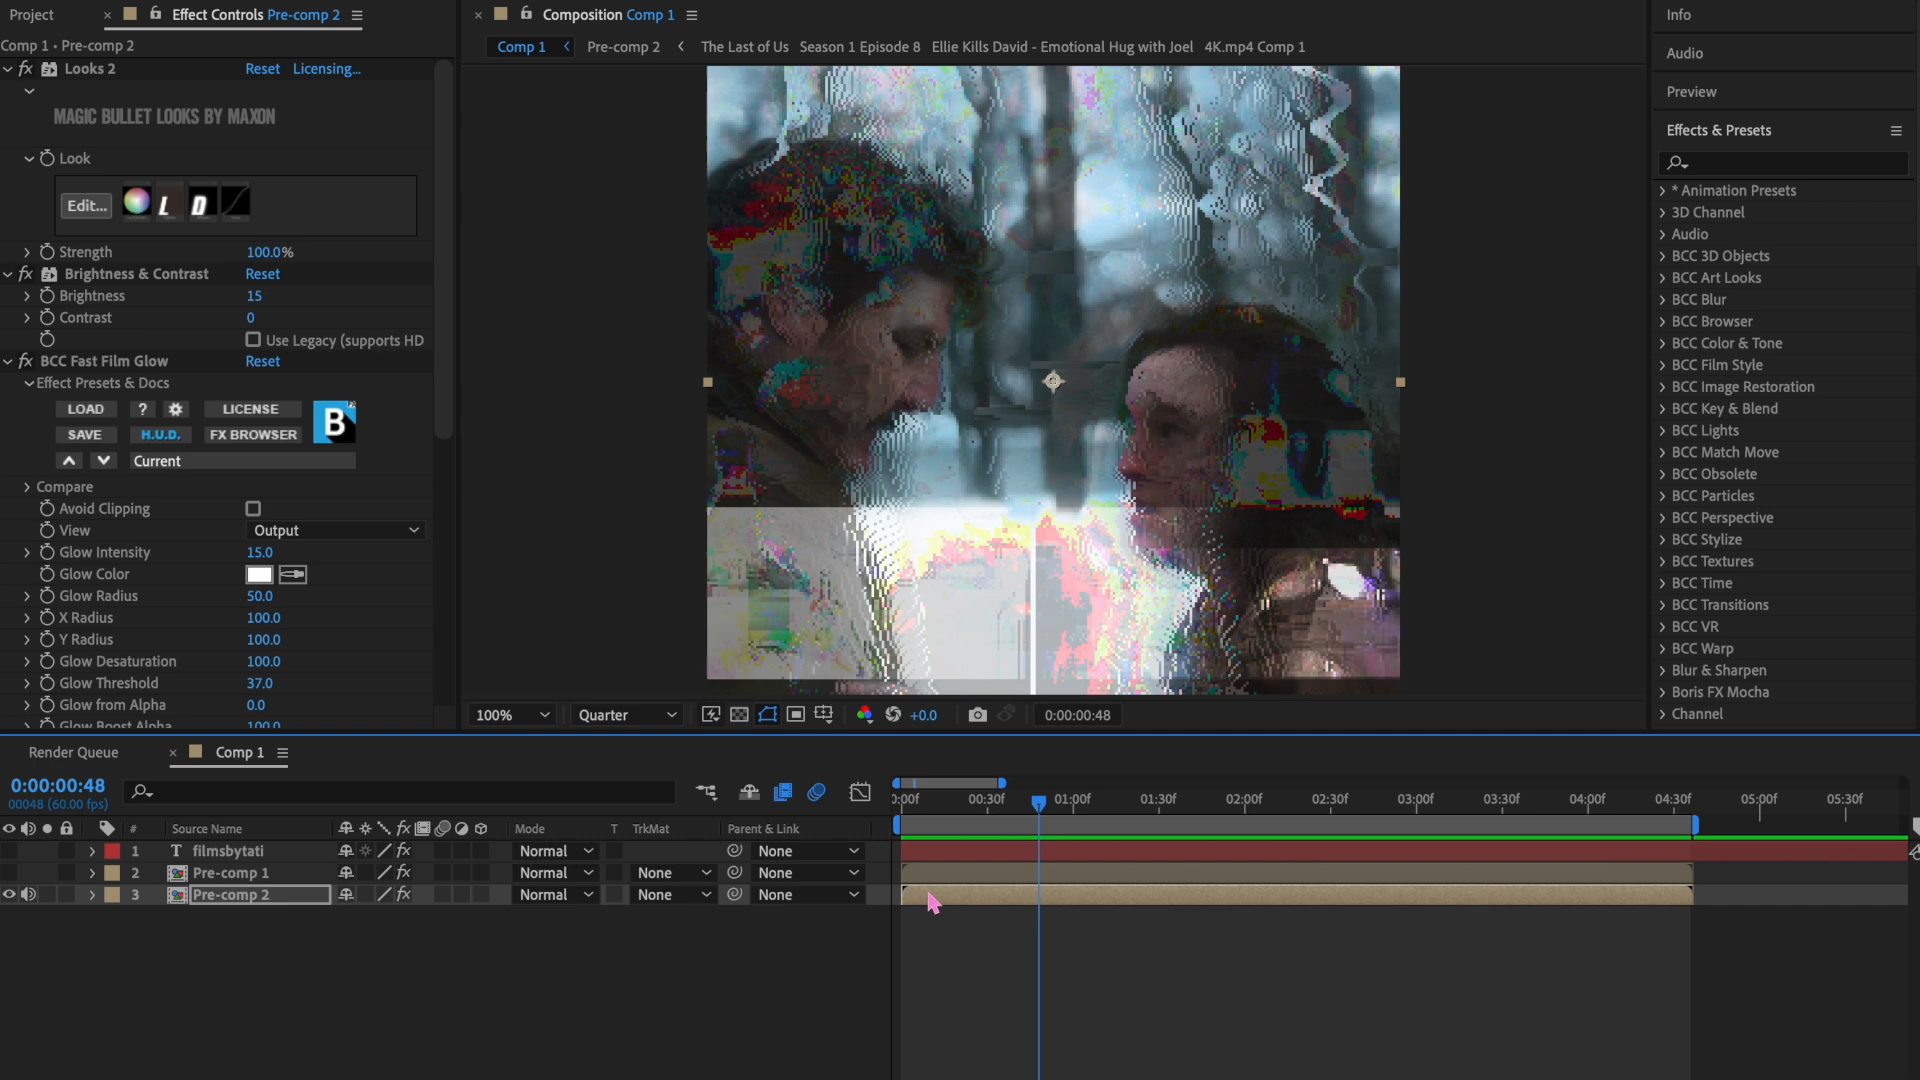 Project
Effect Controls Pre-comp 2
Comp 1 • Pre-comp 2
fx Looks 2 Reset Licensing...
MAGIC BULLET LOOKS BY MAXON
Look
Edit... L D
Strength 100.0%
fx Brightness & Contrast Reset
Brightness 15
Contrast 0
Use Legacy (supports HD
fx BCC Fast Film Glow Reset
Effect Presets & Docs
LOAD ? LICENSE
SAVE H.U.D. FX BROWSER
B FX
Current
Compare
Avoid Clipping
View Output
Glow Intensity 15.0
Glow Color
Glow Radius 50.0
X Radius 100.0
Y Radius 100.0
Glow Desaturation 100.0
Glow Threshold 37.0
Glow from Alpha 0.0
Glow Boost Alpha 100.0
Composition Comp 1
Comp 1 Pre-comp 2 The Last of Us Season 1 Episode 8 Ellie Kills David - Emotional Hug with Joel 4K.mp4 Comp 1
100% Quarter +0.0 0:00:00:48
Info
Audio
Preview
Effects & Presets
* Animation Presets
3D Channel
Audio
BCC 3D Objects
BCC Art Looks
BCC Blur
BCC Browser
BCC Color & Tone
BCC Film Style
BCC Image Restoration
BCC Key & Blend
BCC Lights
BCC Match Move
BCC Obsolete
BCC Particles
BCC Perspective
BCC Stylize
BCC Textures
BCC Time
BCC Transitions
BCC VR
BCC Warp
Blur & Sharpen
Boris FX Mocha
Channel
Render Queue Comp 1
0:00:00:48
00048 (60.00 fps)
:00f 00:30f 01:00f 01:30f 02:00f 02:30f 03:00f 03:30f 04:00f 04:30f 05:00f 05:30f
# Source Name fx Mode T TrkMat Parent & Link
1 T filmsbytati fx Normal None
2 Pre-comp 1 fx Normal None None
3 Pre-comp 2 fx Normal None None